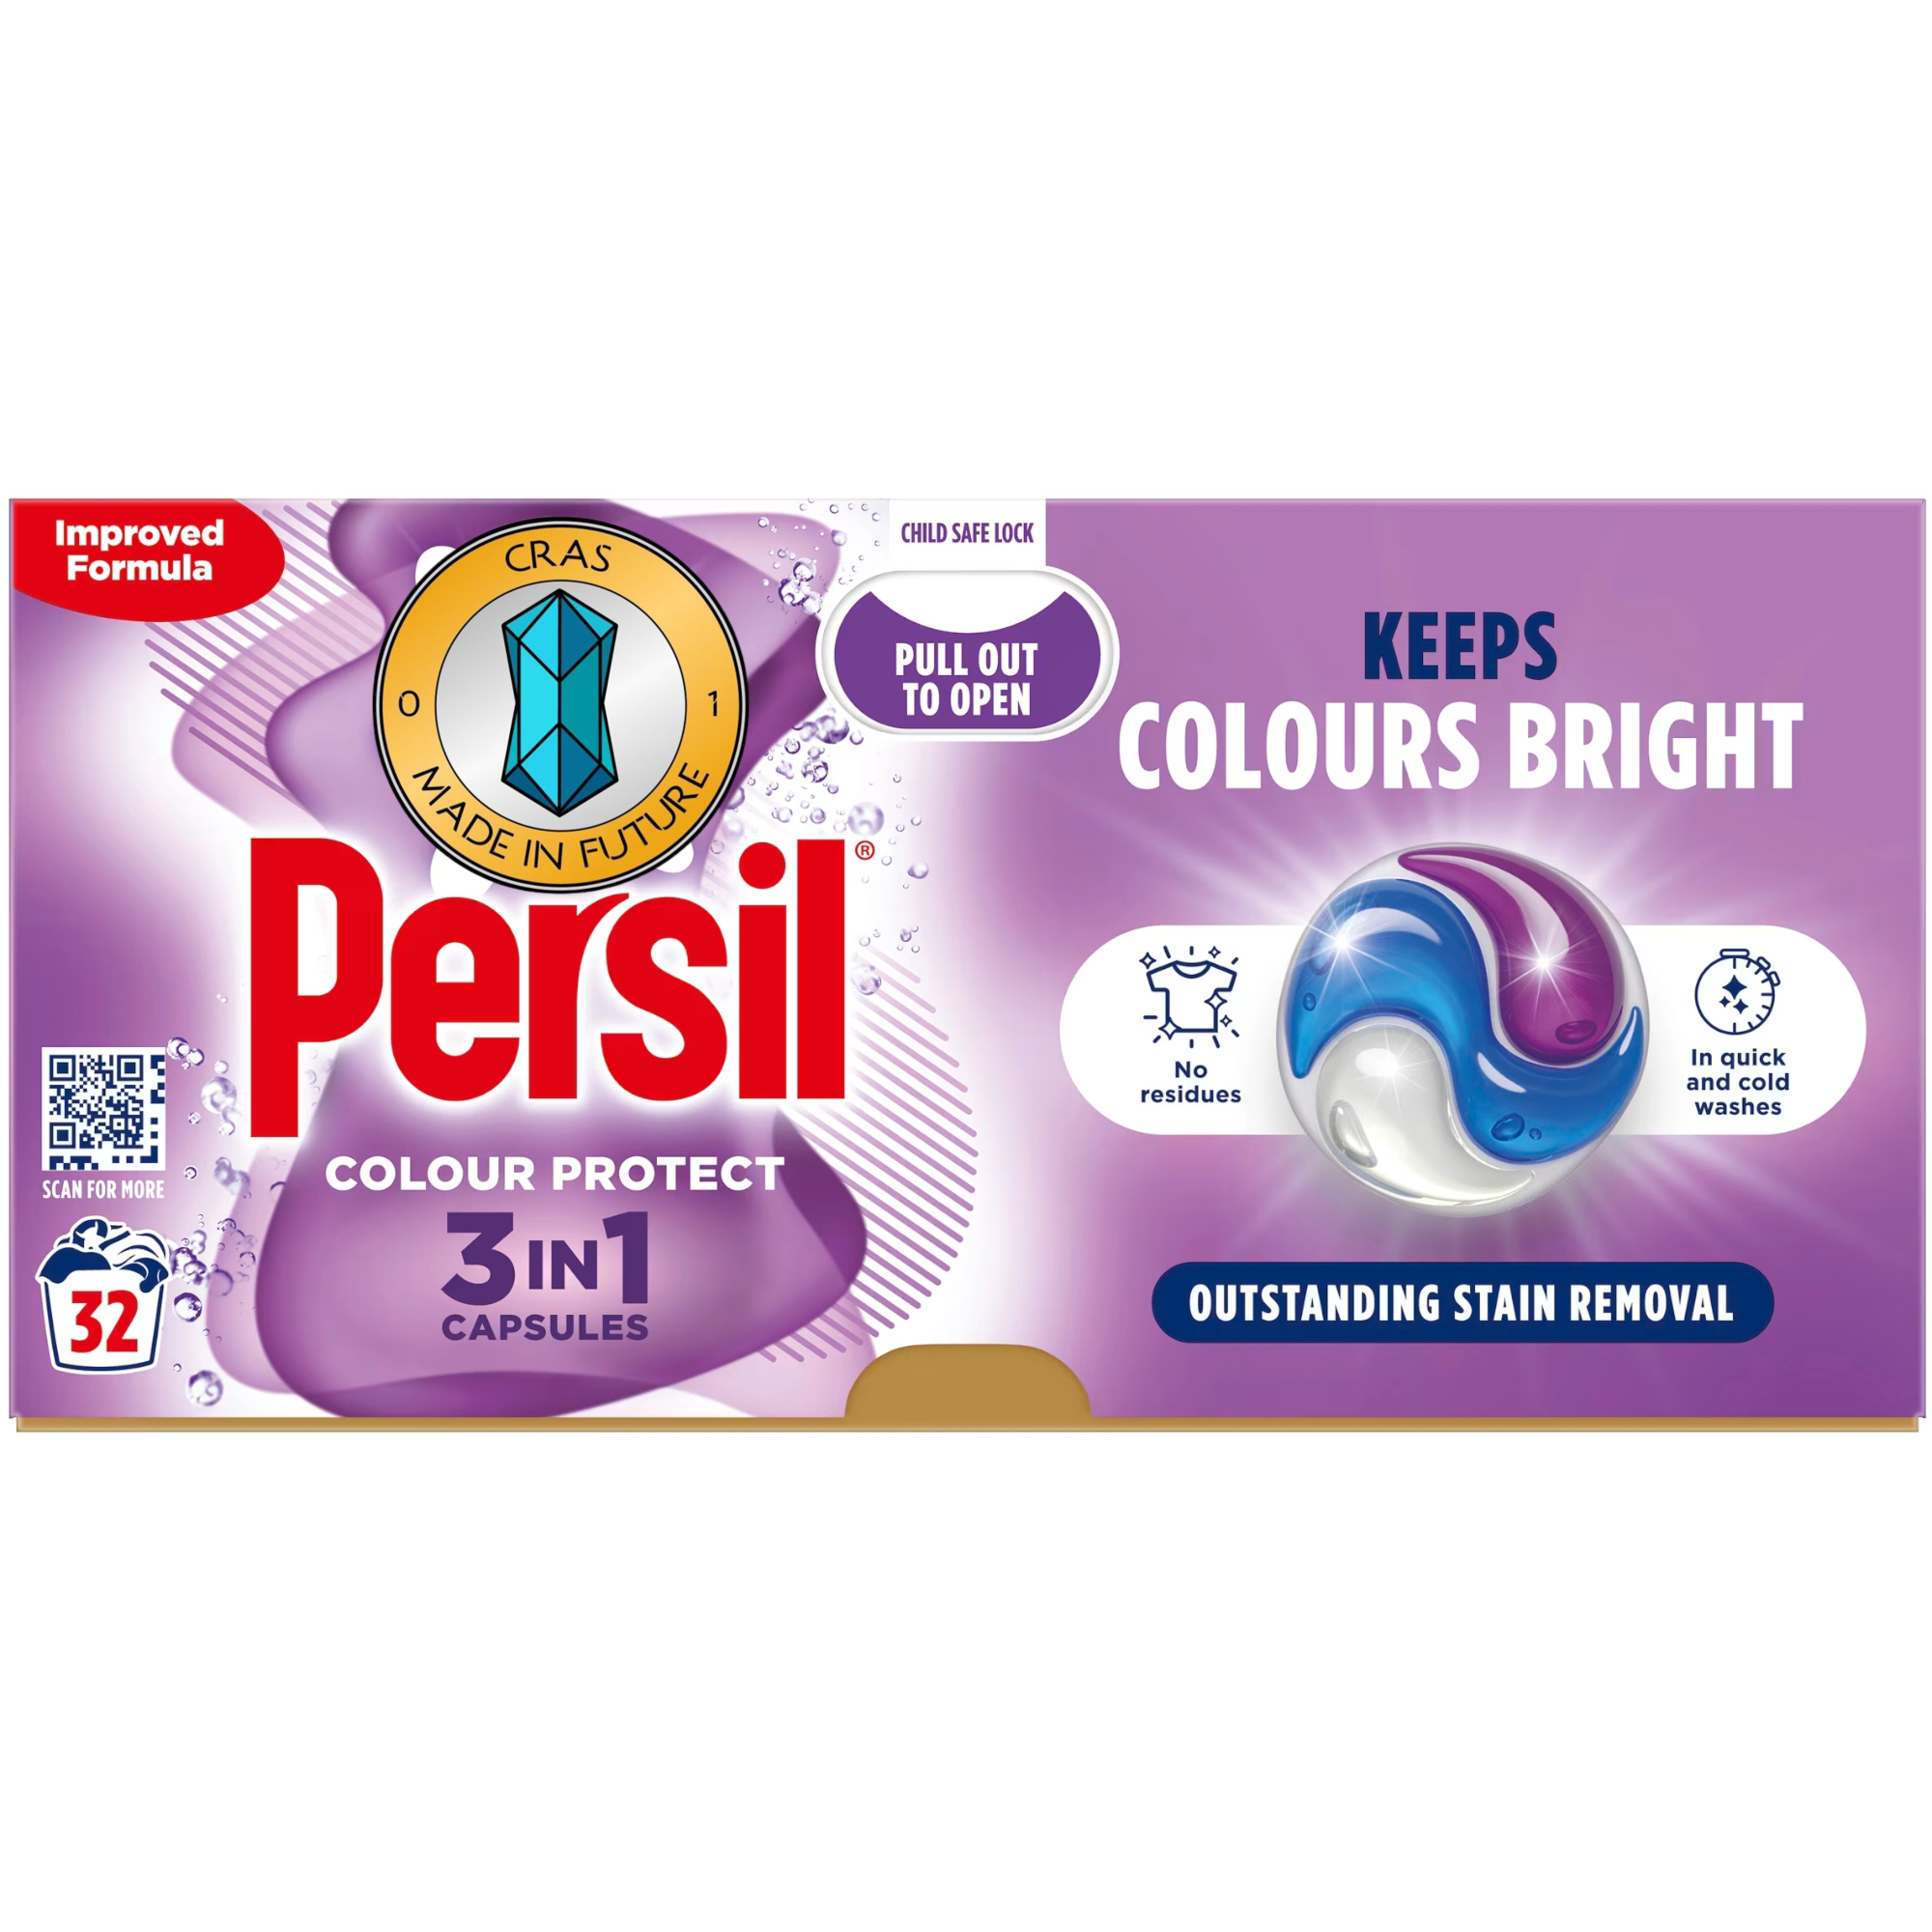 Improved
Formula
CRAS
0 1
MADE IN FUTURE
Persil®
COLOUR PROTECT
3 IN 1
CAPSULES
SCAN FOR MORE
32
CHILD SAFE LOCK
PULL OUT
TO OPEN
KEEPS
COLOURS BRIGHT
No
residues
In quick
and cold
washes
OUTSTANDING STAIN REMOVAL